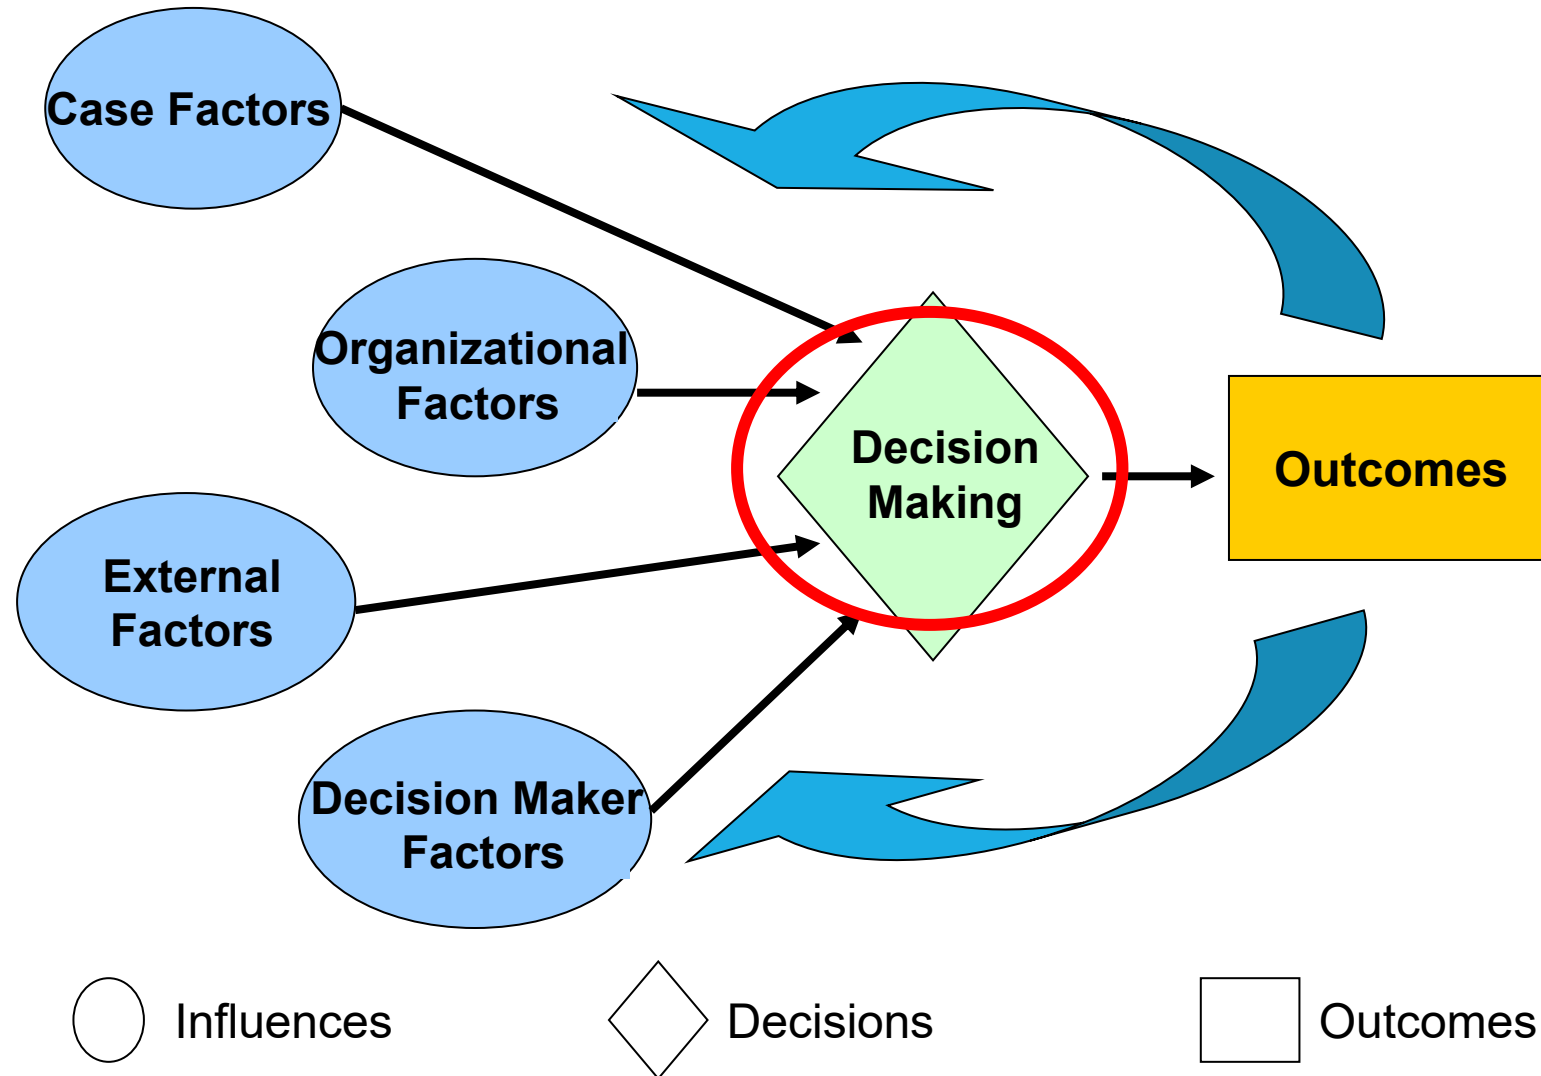 Case Factors
Organizational
Factors
External
Factors
Decision Maker
Factors
Decision
Making
Outcomes
Influences
Decisions
Outcomes